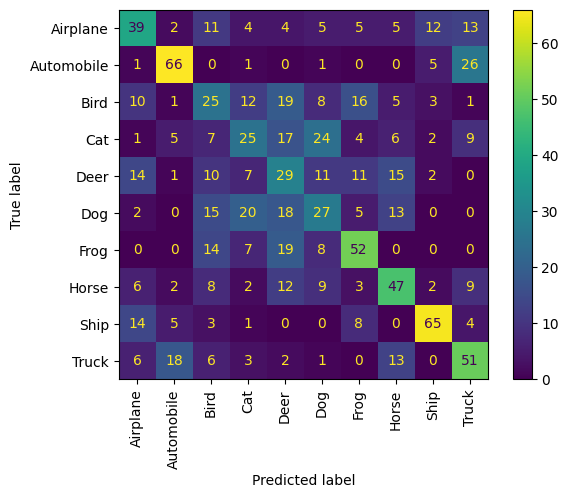 Airplane 39 2 11 4 4 5 5 5 12 13
Automobile 1 66 0 1 0 1 0 0 5 26
Bird 10 1 25 12 19 8 16 5 3 1
Cat 1 5 7 25 17 24 4 6 2 9
Deer 14 1 10 7 29 11 11 15 2 0
Dog 2 0 15 20 18 27 5 13 0 0
Frog 0 0 14 7 19 8 52 0 0 0
Horse 6 2 8 2 12 9 3 47 2 9
Ship 14 5 3 1 0 0 8 0 65 4
Truck 6 18 6 3 2 1 0 13 0 51
True label
Airplane Automobile Bird Cat Deer Dog Frog Horse Ship Truck
Predicted label
60
50
40
30
20
10
0